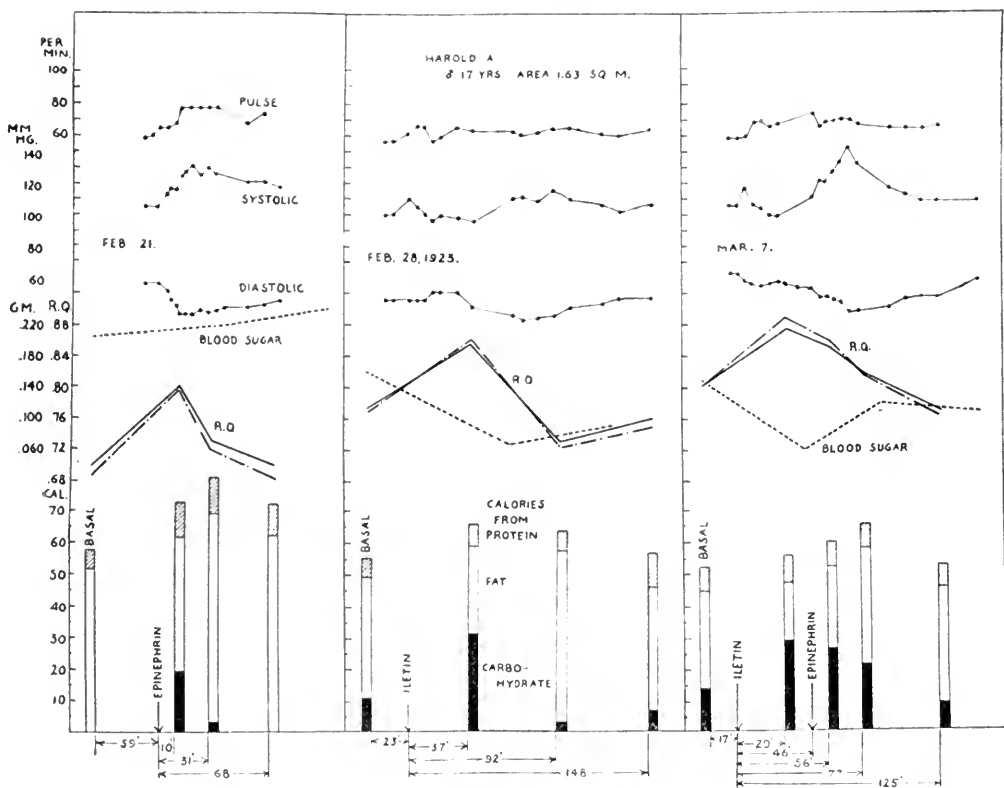 PER
MIN.
100
80
60
MM
HG.
140
120
100
60
GM. R.Q
.220 .88
.180 .84
.140 .80
.100 .76
.060 .72
.68
CAL.
70
60
50
40
30
20
10
PULSE
SYSTOLIC
FEB 21.
DIASTOLIC
BLOOD SUGAR
R.Q
BASAL
EPINEPHRIN
59'
10'
31'
68
HAROLD A
♂ 17 YRS AREA 1.63 SQ M.
FEB. 28, 1923.
R.Q
CALORIES
FROM
PROTEIN
FAT
CARBO-
HYDRATE
BASAL
ILETIN
23'
37'
92'
148
MAR. 7.
R.Q.
BLOOD SUGAR
BASAL
ILETIN
EPINEPHRIN
17'
46'
56'
77
125'